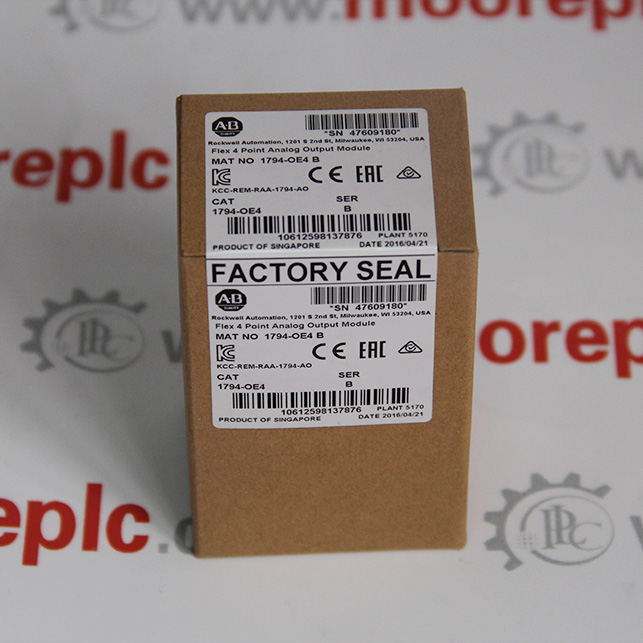 mooreplc
A-B
QUALITY
"SN 47609180"
Rockwell Automation, 1201 S 2nd St, Milwaukee, WI 53204, USA
Flex 4 Point Analog Output Module
MAT NO 1794-OE4 B
CE EAC
KCC-REM-RAA-1794-AO
CAT SER
1794-OE4 B
10612598137876 PLANT 5170
PRODUCT OF SINGAPORE DATE 2016/04/21
FACTORY SEAL
A-B
QUALITY
"SN 47609180"
Rockwell Automation, 1201 S 2nd St, Milwaukee, WI 53204, USA
Flex 4 Point Analog Output Module
MAT NO 1794-OE4 B
CE EAC
KCC-REM-RAA-1794-AO
CAT SER
1794-OE4 B
10612598137876 PLANT 5170
PRODUCT OF SINGAPORE DATE 2016/04/21
replc
moorep
eplc.